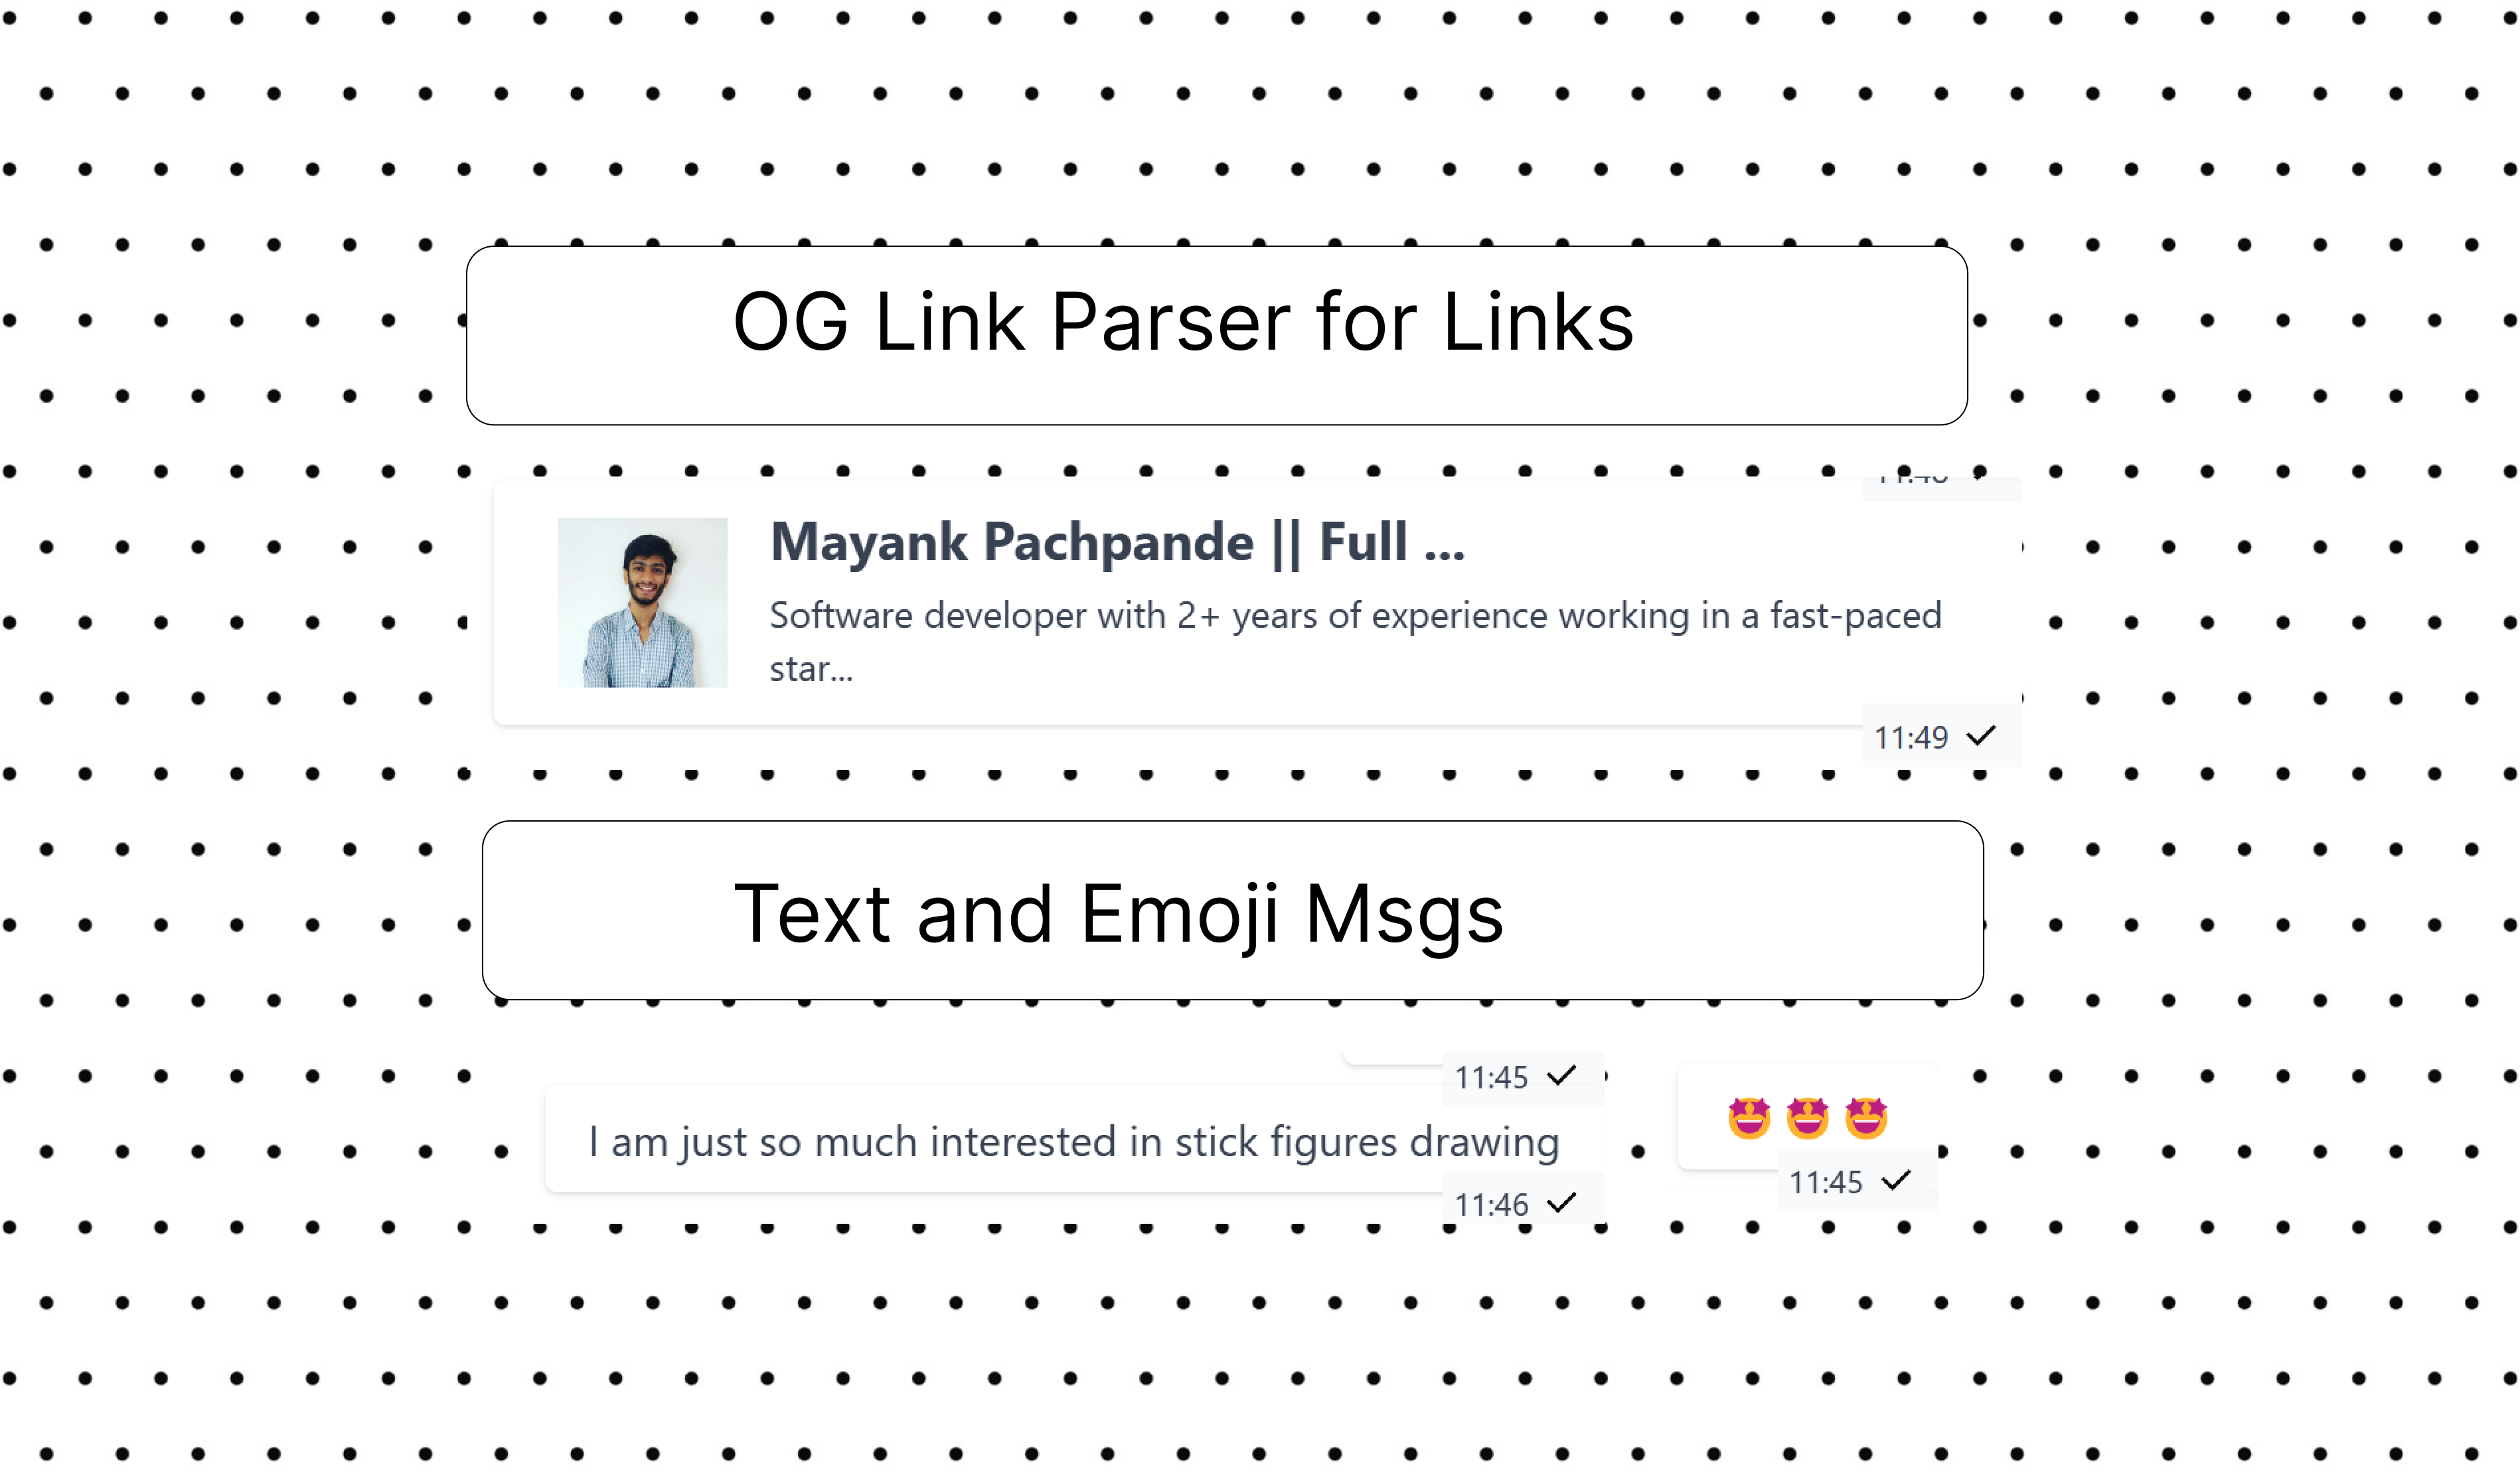 OG Link Parser for Links
Mayank Pachpande || Full ...
Software developer with 2+ years of experience working in a fast-paced
star...
11:49
Text and Emoji Msgs
11:45
I am just so much interested in stick figures drawing
11:46
🤩🤩🤩
11:45